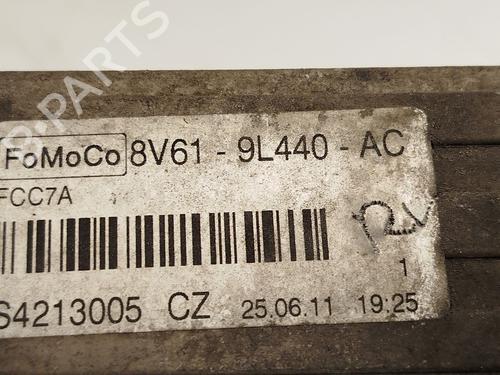 B-PARTS
FoMoCo 8V61 - 9L440 - AC
FCC7A
1
S4213005 CZ 25.06.11 19:25